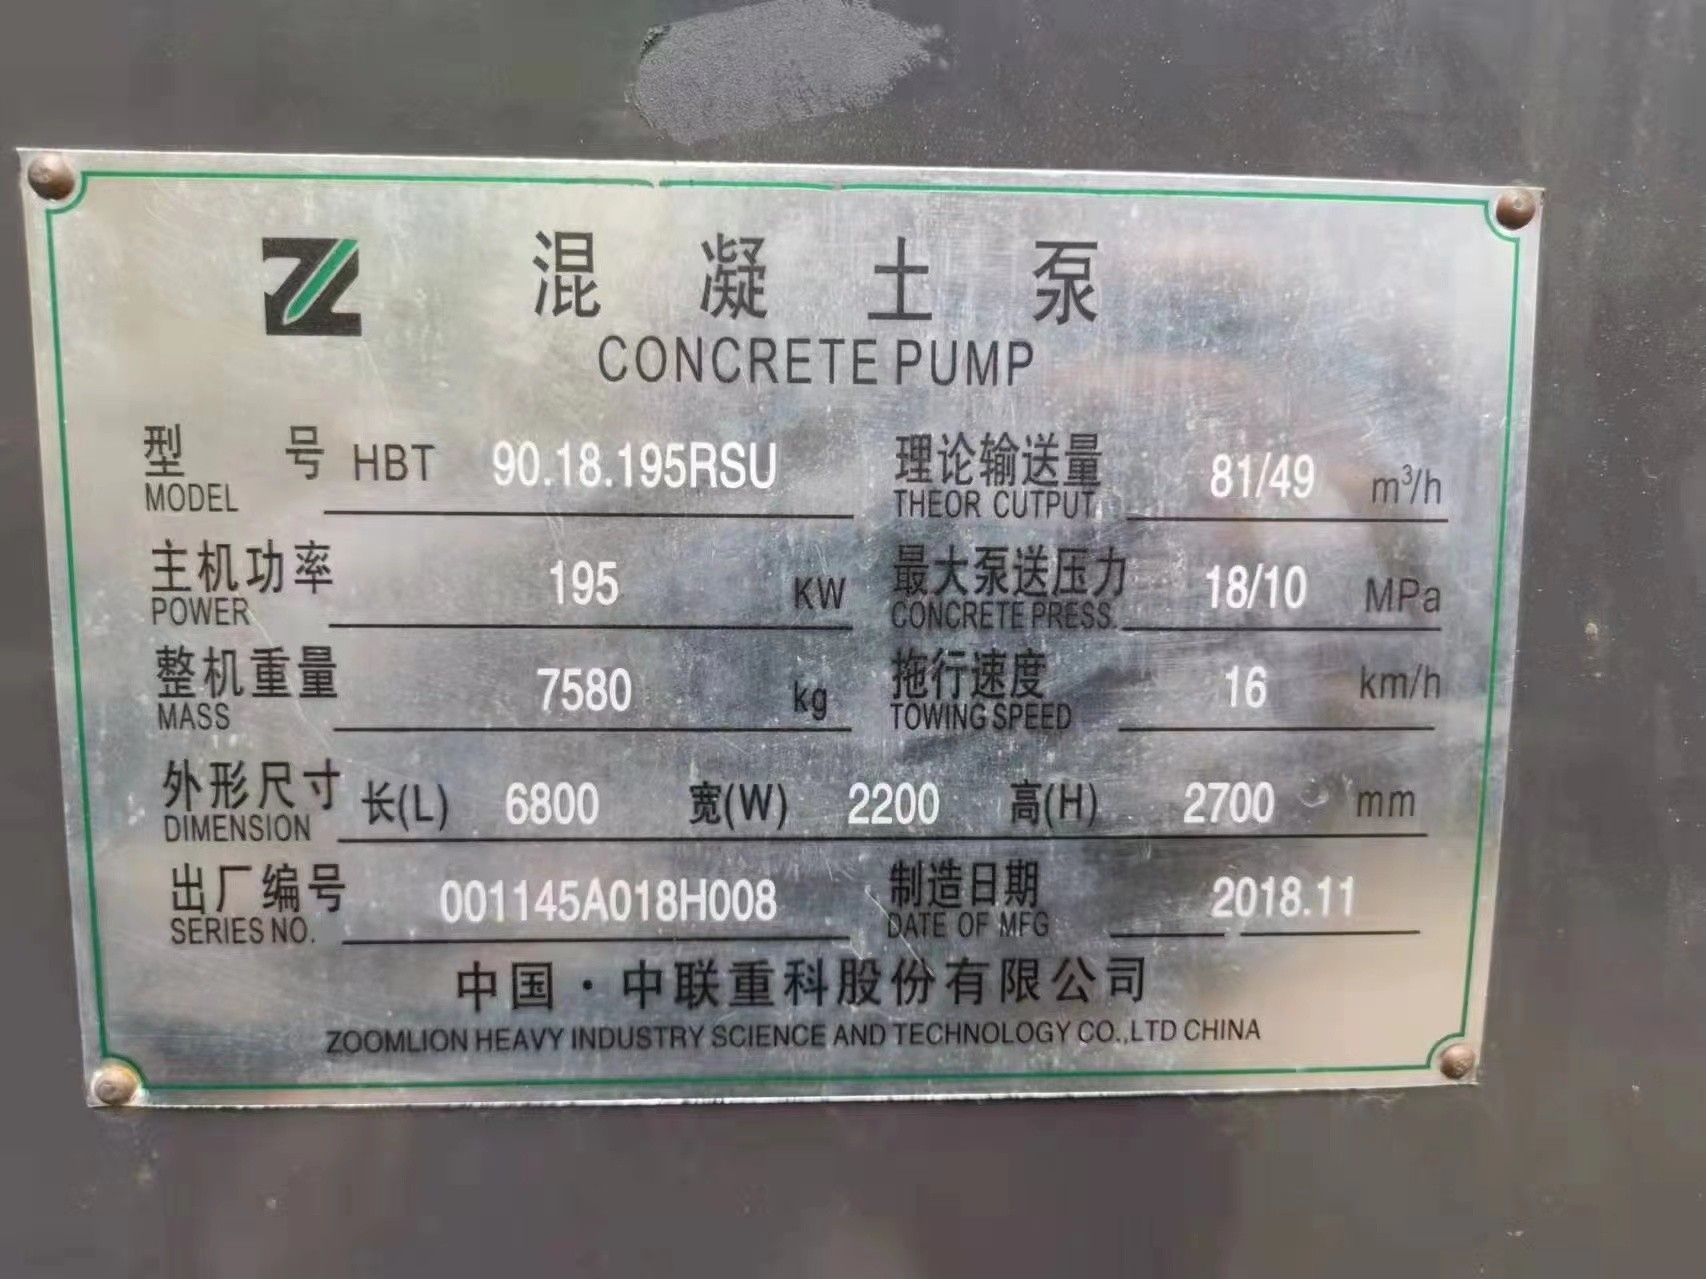 混凝土泵
CONCRETE PUMP
型号 HBT 90.18.195RSU 理论输送量 81/49 m³/h
MODEL THEOR CUTPUT
主机功率 195 KW 最大泵送压力 18/10 MPa
POWER CONCRETE PRESS.
整机重量 7580 kg 拖行速度 16 km/h
MASS TOWING SPEED
外形尺寸 长(L) 6800 宽(W) 2200 高(H) 2700 mm
DIMENSION
出厂编号 001145A018H008 制造日期 2018.11
SERIES NO. DATE OF MFG
中国·中联重科股份有限公司
ZOOMLION HEAVY INDUSTRY SCIENCE AND TECHNOLOGY CO.,LTD CHINA